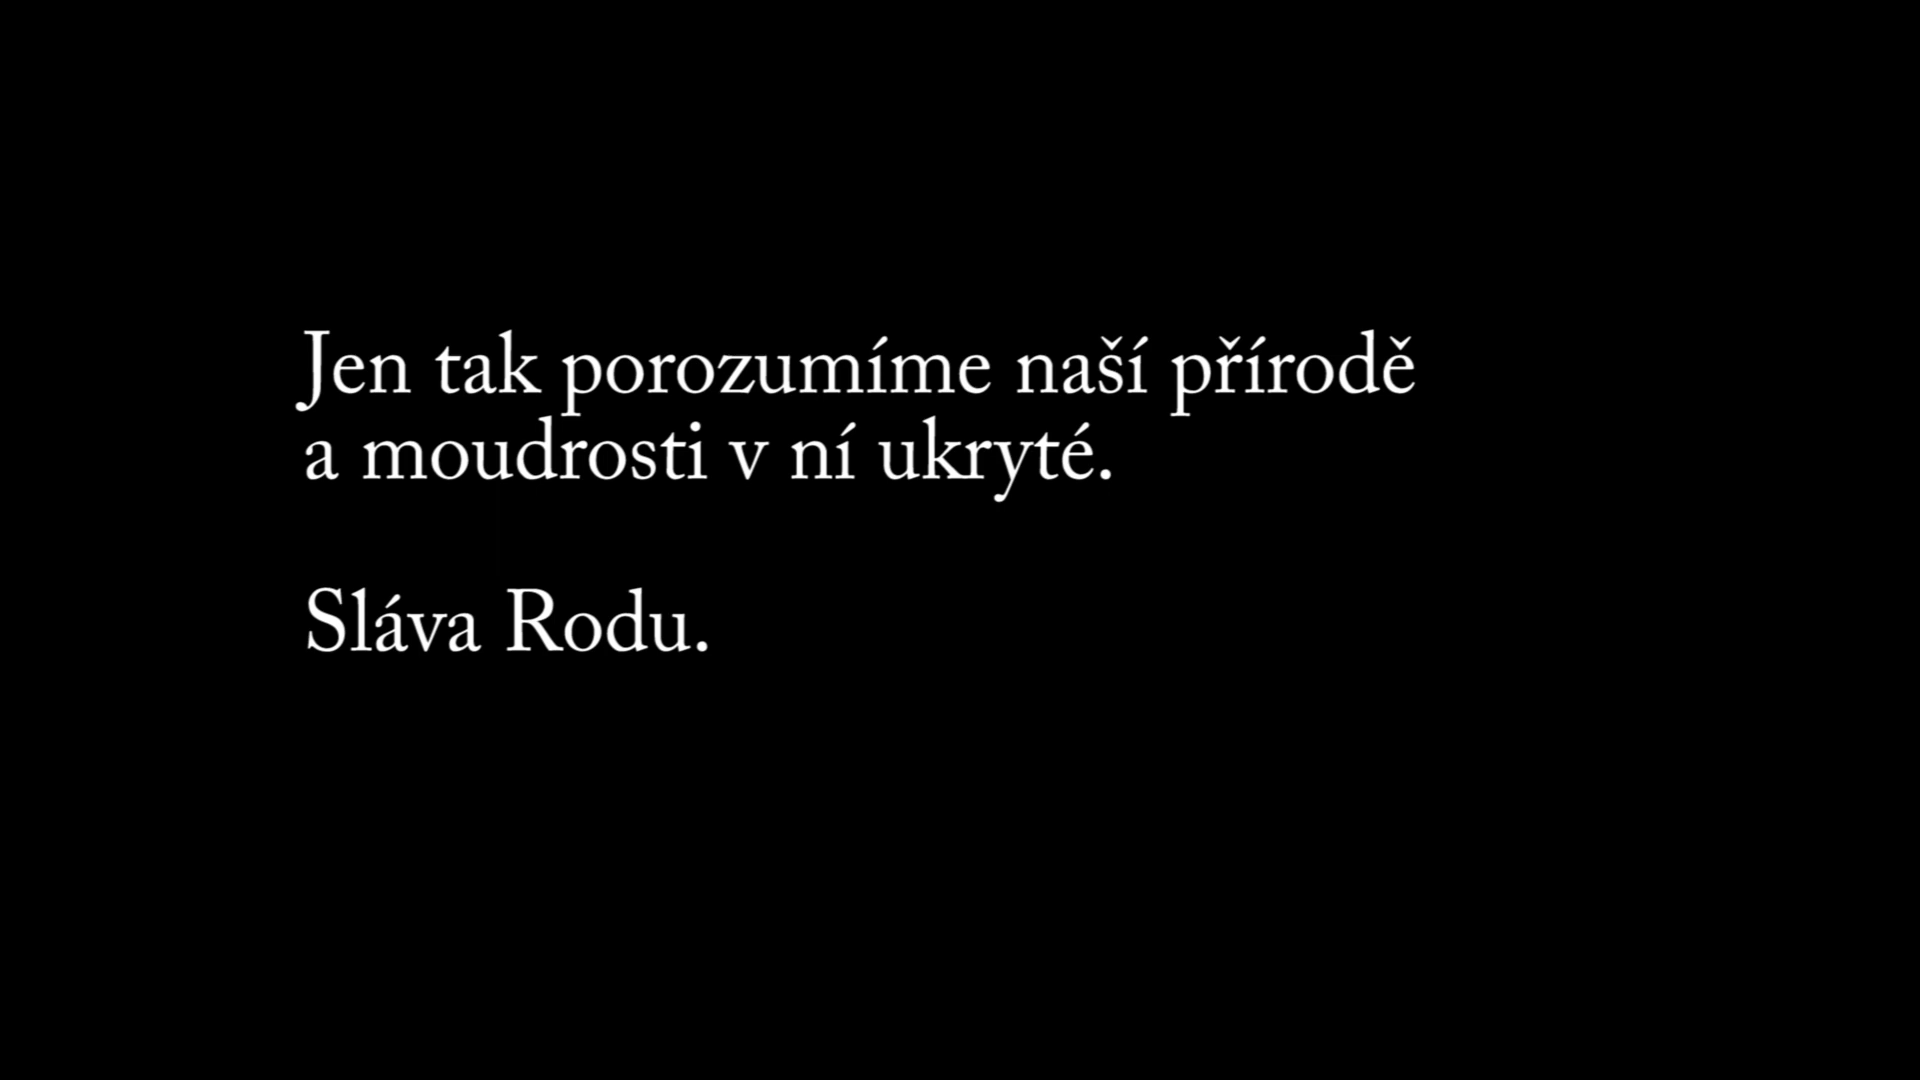 Jen tak porozumíme naší přírodě
a moudrosti v ní ukryté.
Sláva Rodu.